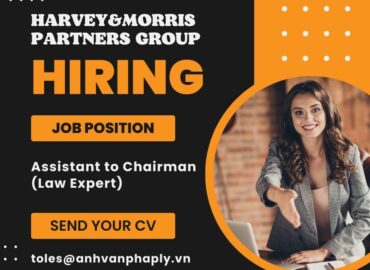 HARVEY&MORRIS
PARTNERS GROUP
HIRING
JOB POSITION
Assistant to Chairman
(Law Expert)
SEND YOUR CV
toles@anhvanphaply.vn